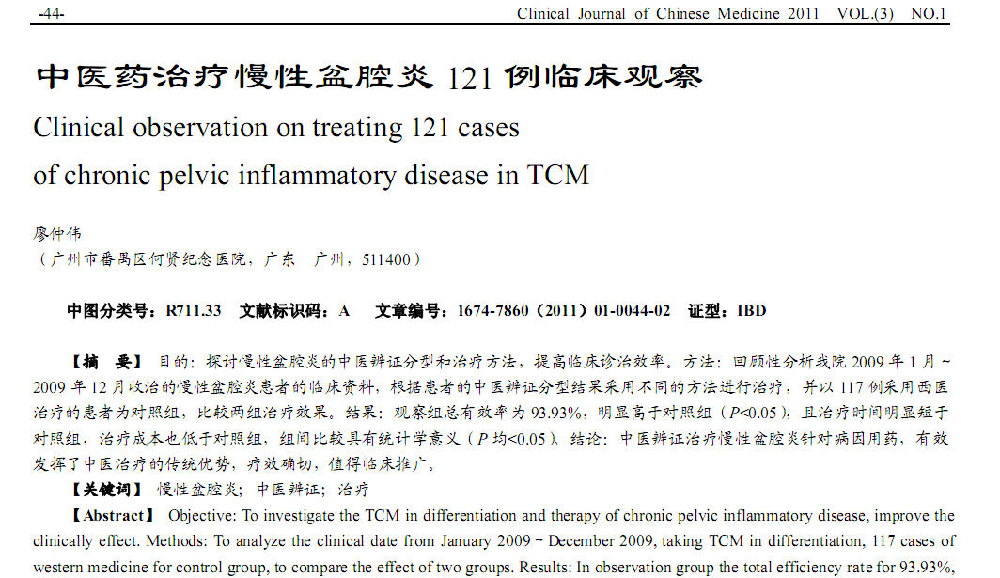 -44- Clinical Journal of Chinese Medicine 2011 VOL.(3) NO.1
中医药治疗慢性盆腔炎 121 例临床观察
Clinical observation on treating 121 cases
of chronic pelvic inflammatory disease in TCM
廖仲伟
（广州市番禺区何贤纪念医院，广东 广州，511400）
中图分类号：R711.33 文献标识码：A 文章编号：1674-7860（2011）01-0044-02 证型：IBD
【摘 要】 目的：探讨慢性盆腔炎的中医辨证分型和治疗方法，提高临床诊治效率。方法：回顾性分析我院 2009 年 1 月～
2009 年 12 月收治的慢性盆腔炎患者的临床资料，根据患者的中医辨证分型结果采用不同的方法进行治疗，并以 117 例采用西医
治疗的患者为对照组，比较两组治疗效果。结果：观察组总有效率为 93.93%，明显高于对照组（P<0.05），且治疗时间明显短于
对照组，治疗成本也低于对照组，组间比较具有统计学意义（P 均<0.05）。结论：中医辨证治疗慢性盆腔炎针对病因用药，有效
发挥了中医治疗的传统优势，疗效确切，值得临床推广。
【关键词】 慢性盆腔炎；中医辨证；治疗
【Abstract】 Objective: To investigate the TCM in differentiation and therapy of chronic pelvic inflammatory disease, improve the
clinically effect. Methods: To analyze the clinical date from January 2009～December 2009, taking TCM in differentiation, 117 cases of
western medicine for control group, to compare the effect of two groups. Results: In observation group the total efficiency rate for 93.93%,